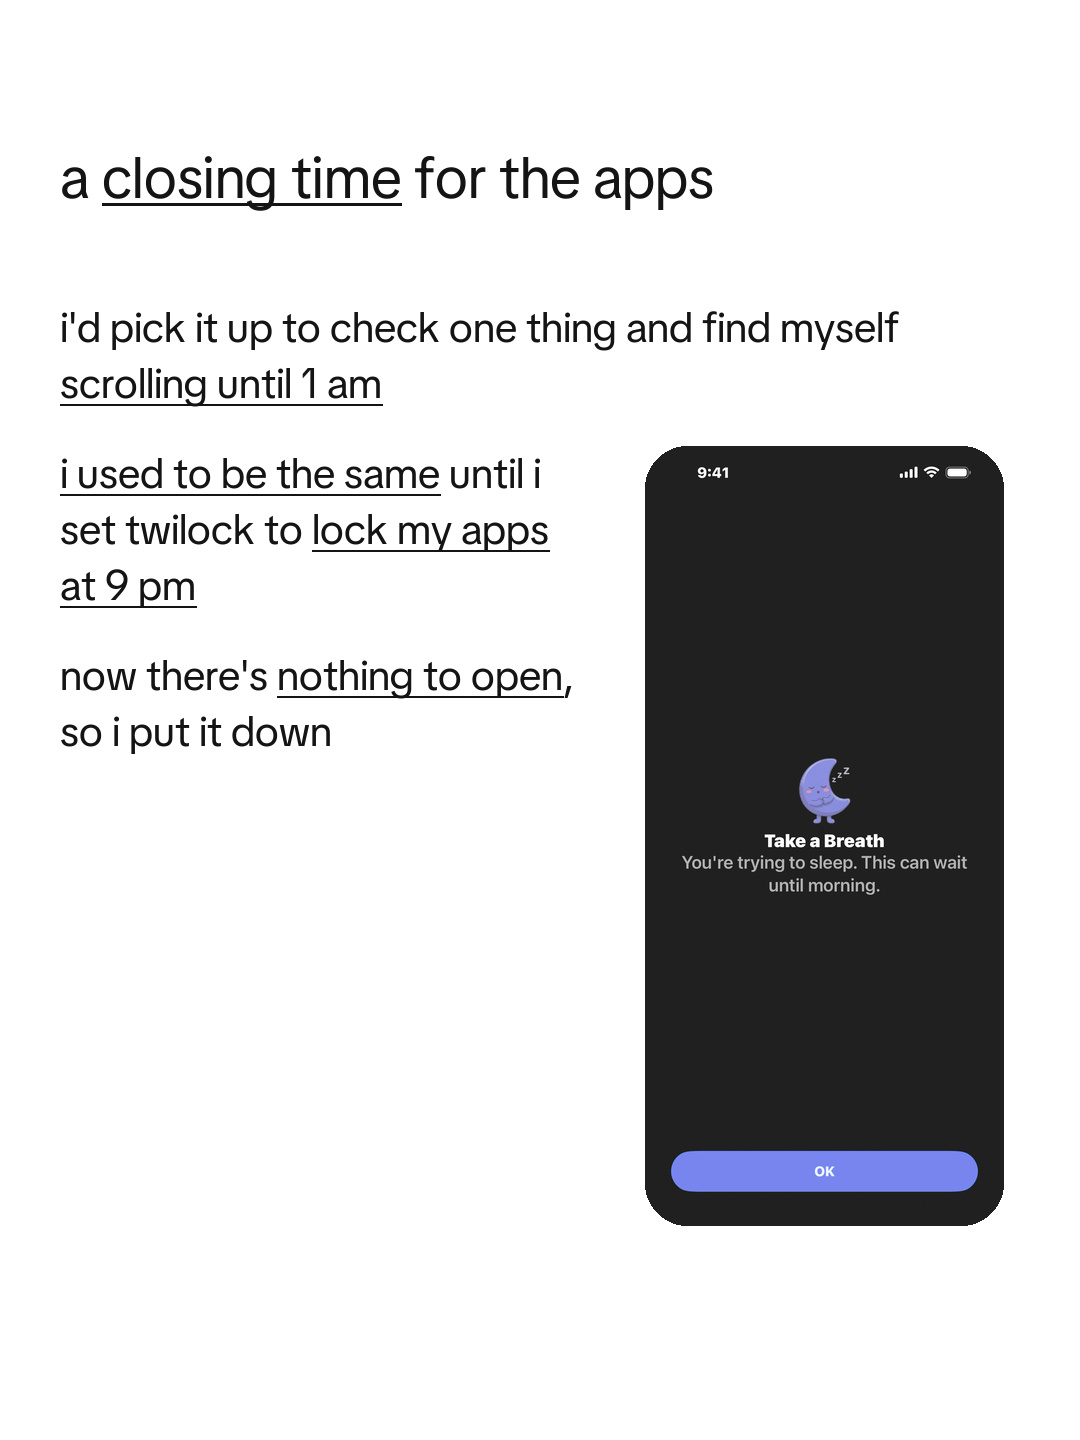 a closing time for the apps
i'd pick it up to check one thing and find myself
scrolling until 1 am
i used to be the same until i
set twilock to lock my apps
at 9 pm
now there's nothing to open,
so i put it down
9:41
z z z
Take a Breath
You're trying to sleep. This can wait
until morning.
OK